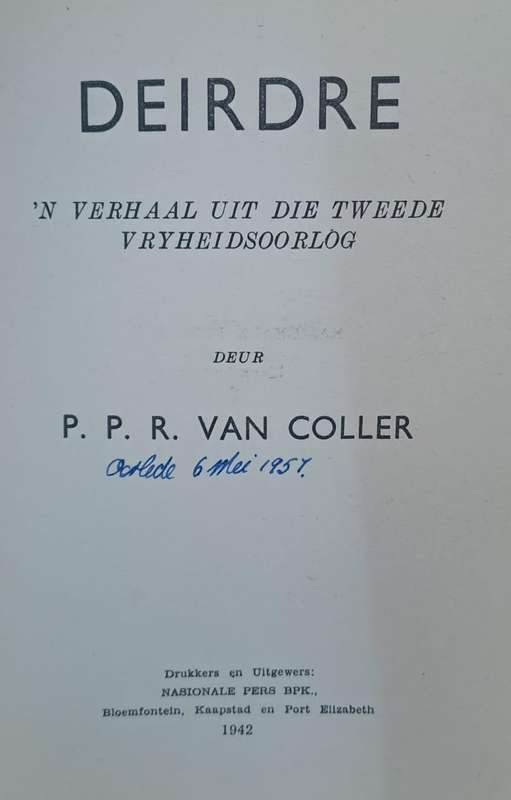 DEIRDRE
'N VERHAAL UIT DIE TWEEDE
VRYHEIDSOORLOG
DEUR
P. P. R. VAN COLLER
Oorlede 6 Mei 1957.
Drukkers en Uitgewers:
NASIONALE PERS BPK.,
Bloemfontein, Kaapstad en Port Elizabeth
1942